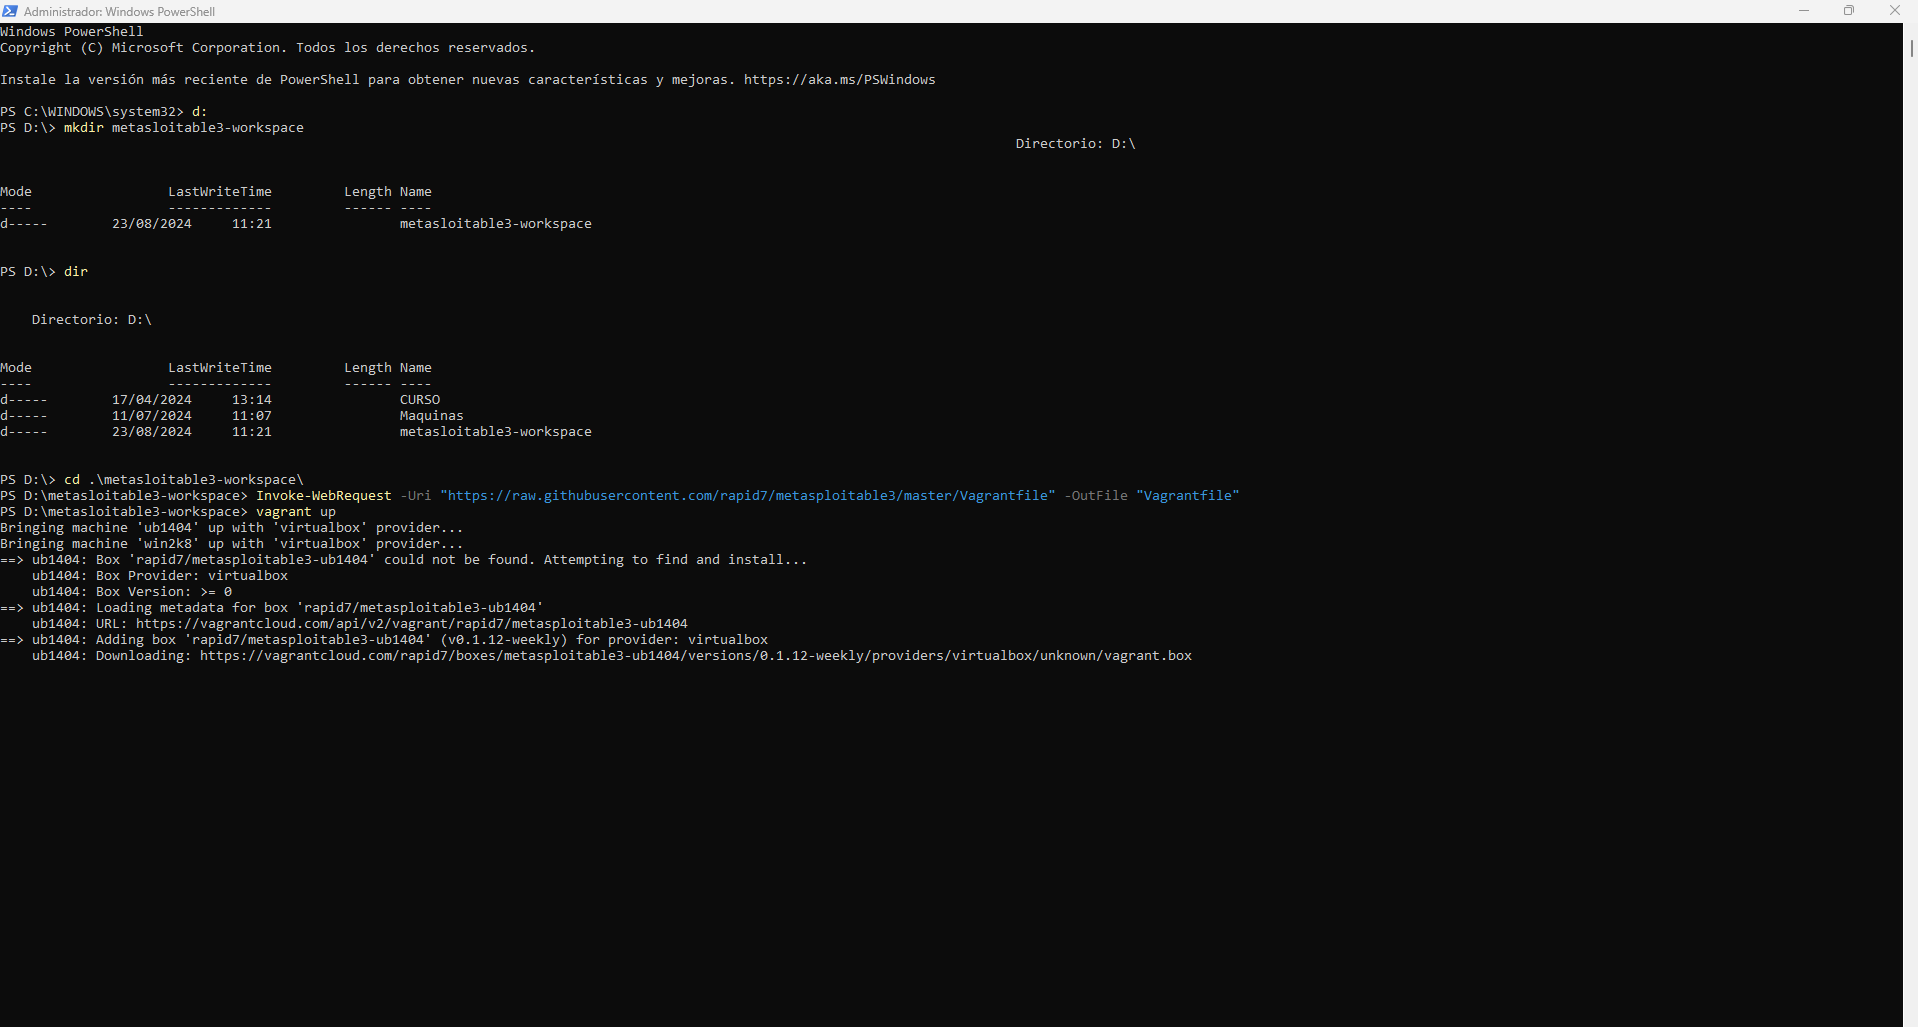 Administrador: Windows PowerShell
Windows PowerShell
Copyright (C) Microsoft Corporation. Todos los derechos reservados.
Instale la versión más reciente de PowerShell para obtener nuevas características y mejoras. https://aka.ms/PSWindows
PS C:\WINDOWS\system32> d:
PS D:\> mkdir metasloitable3-workspace
Directorio: D:\
Mode                 LastWriteTime         Length Name
----                 -------------         ------ ----
d-----        23/08/2024     11:21                metasloitable3-workspace
PS D:\> dir
Directorio: D:\
Mode                 LastWriteTime         Length Name
----                 -------------         ------ ----
d-----        17/04/2024     13:14                CURSO
d-----        11/07/2024     11:07                Maquinas
d-----        23/08/2024     11:21                metasloitable3-workspace
PS D:\> cd .\metasloitable3-workspace\
PS D:\metasloitable3-workspace> Invoke-WebRequest -Uri "https://raw.githubusercontent.com/rapid7/metasploitable3/master/Vagrantfile" -OutFile "Vagrantfile"
PS D:\metasloitable3-workspace> vagrant up
Bringing machine 'ub1404' up with 'virtualbox' provider...
Bringing machine 'win2k8' up with 'virtualbox' provider...
==> ub1404: Box 'rapid7/metasploitable3-ub1404' could not be found. Attempting to find and install...
    ub1404: Box Provider: virtualbox
    ub1404: Box Version: >= 0
==> ub1404: Loading metadata for box 'rapid7/metasploitable3-ub1404'
    ub1404: URL: https://vagrantcloud.com/api/v2/vagrant/rapid7/metasploitable3-ub1404
==> ub1404: Adding box 'rapid7/metasploitable3-ub1404' (v0.1.12-weekly) for provider: virtualbox
    ub1404: Downloading: https://vagrantcloud.com/rapid7/boxes/metasploitable3-ub1404/versions/0.1.12-weekly/providers/virtualbox/unknown/vagrant.box